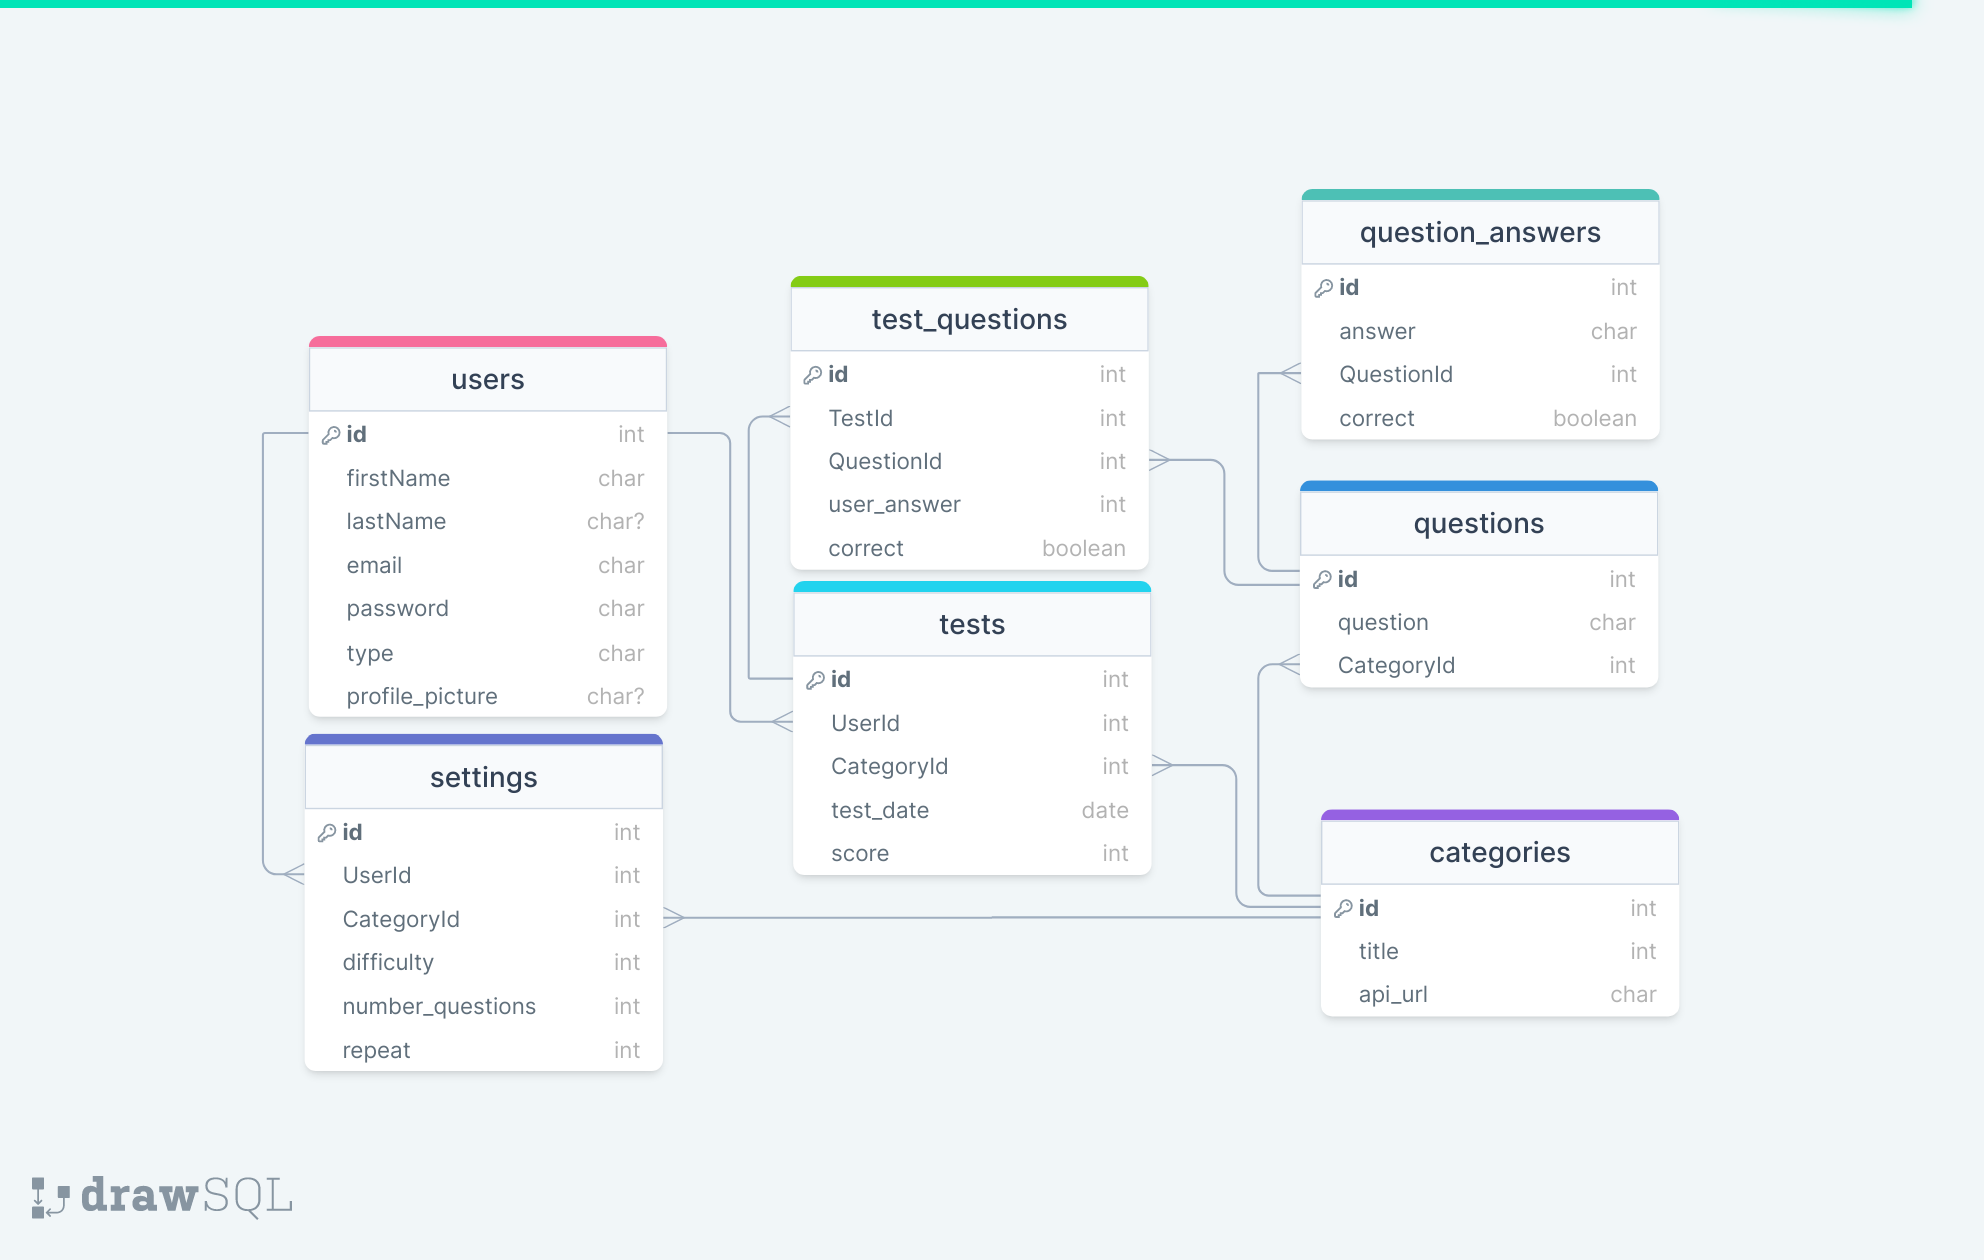 users
id int
firstName char
lastName char?
email char
password char
type char
profile_picture char?
settings
id int
UserId int
CategoryId int
difficulty int
number_questions int
repeat int
test_questions
id int
TestId int
QuestionId int
user_answer int
correct boolean
tests
id int
UserId int
CategoryId int
test_date date
score int
question_answers
id int
answer char
QuestionId int
correct boolean
questions
id int
question char
CategoryId int
categories
id int
title int
api_url char
drawSQL